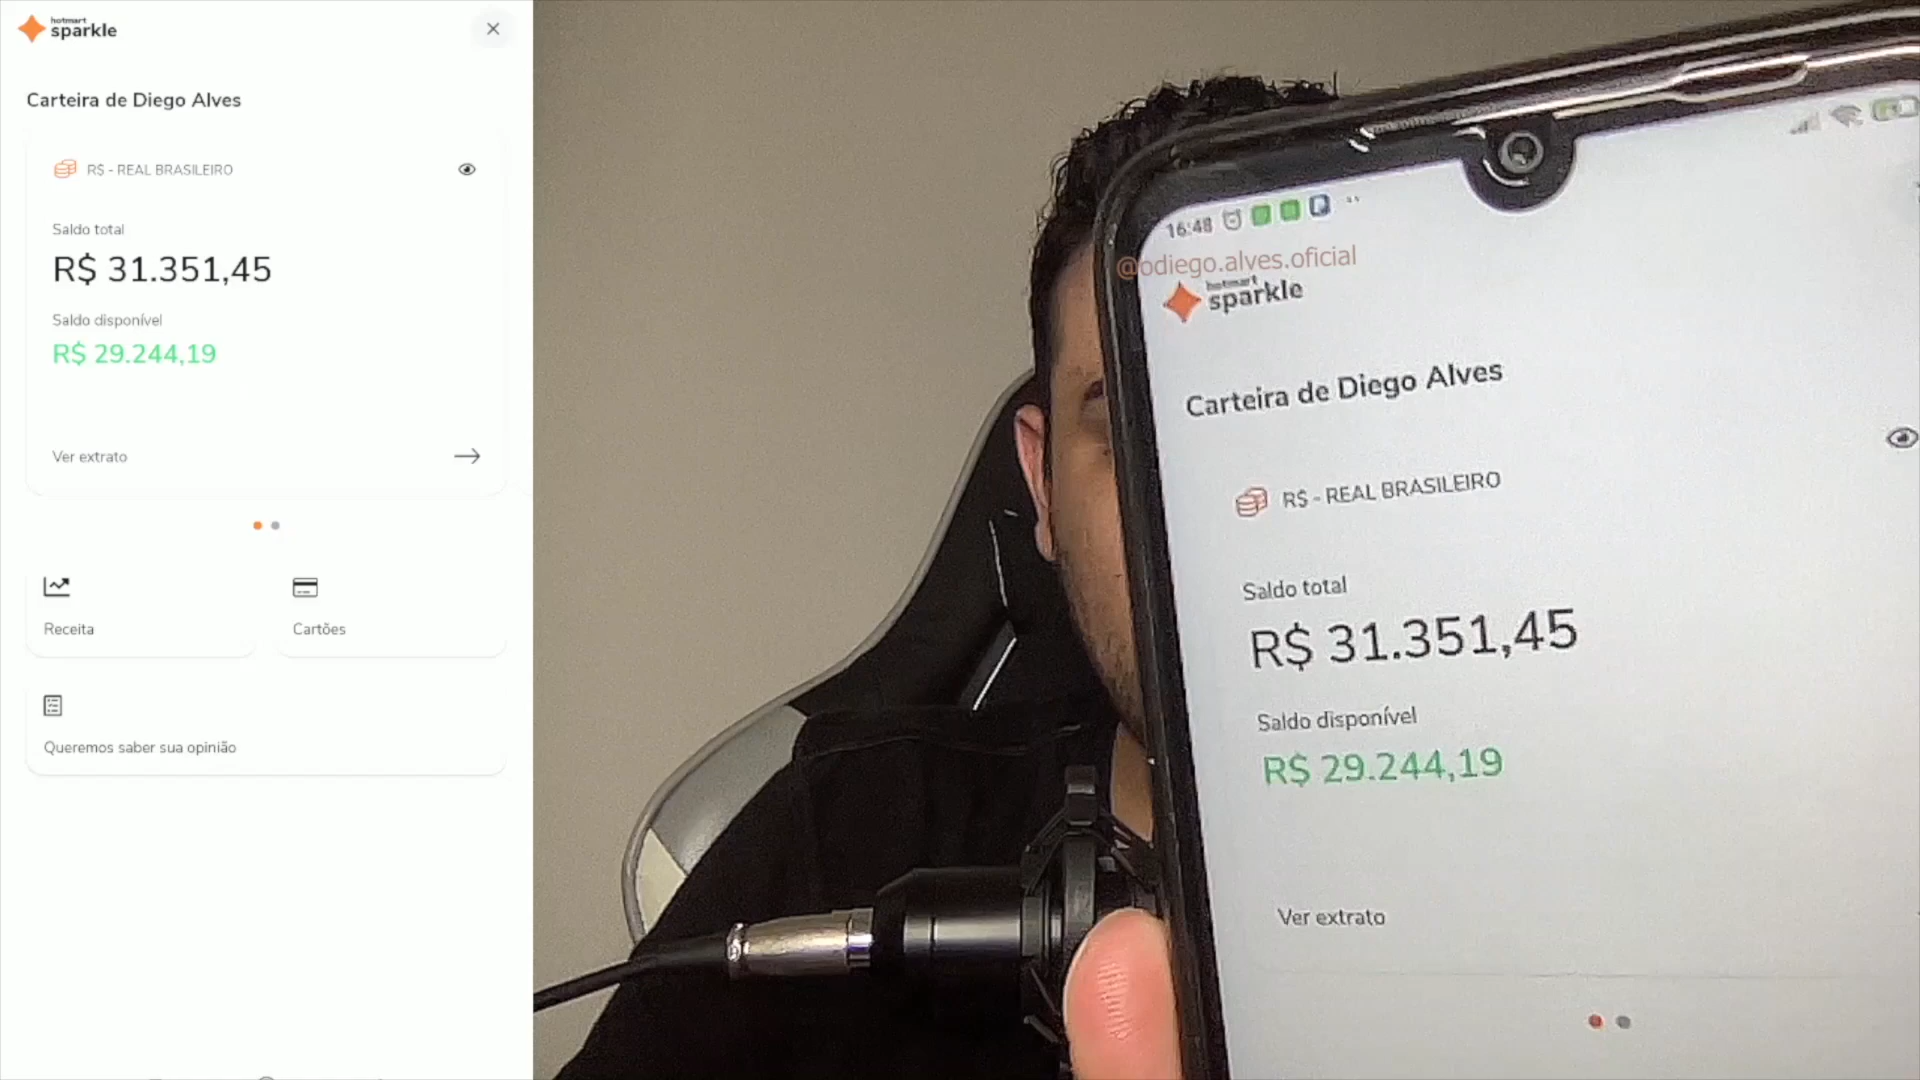 hotmart
sparkle
Carteira de Diego Alves
R$ - REAL BRASILEIRO
Saldo total
R$ 31.351,45
Saldo disponível
R$ 29.244,19
Ver extrato
Receita
Cartões
Queremos saber sua opinião
16:48
@odiego.alves.oficial
hotmart
sparkle
Carteira de Diego Alves
R$ - REAL BRASILEIRO
Saldo total
R$ 31.351,45
Saldo disponível
R$ 29.244,19
Ver extrato